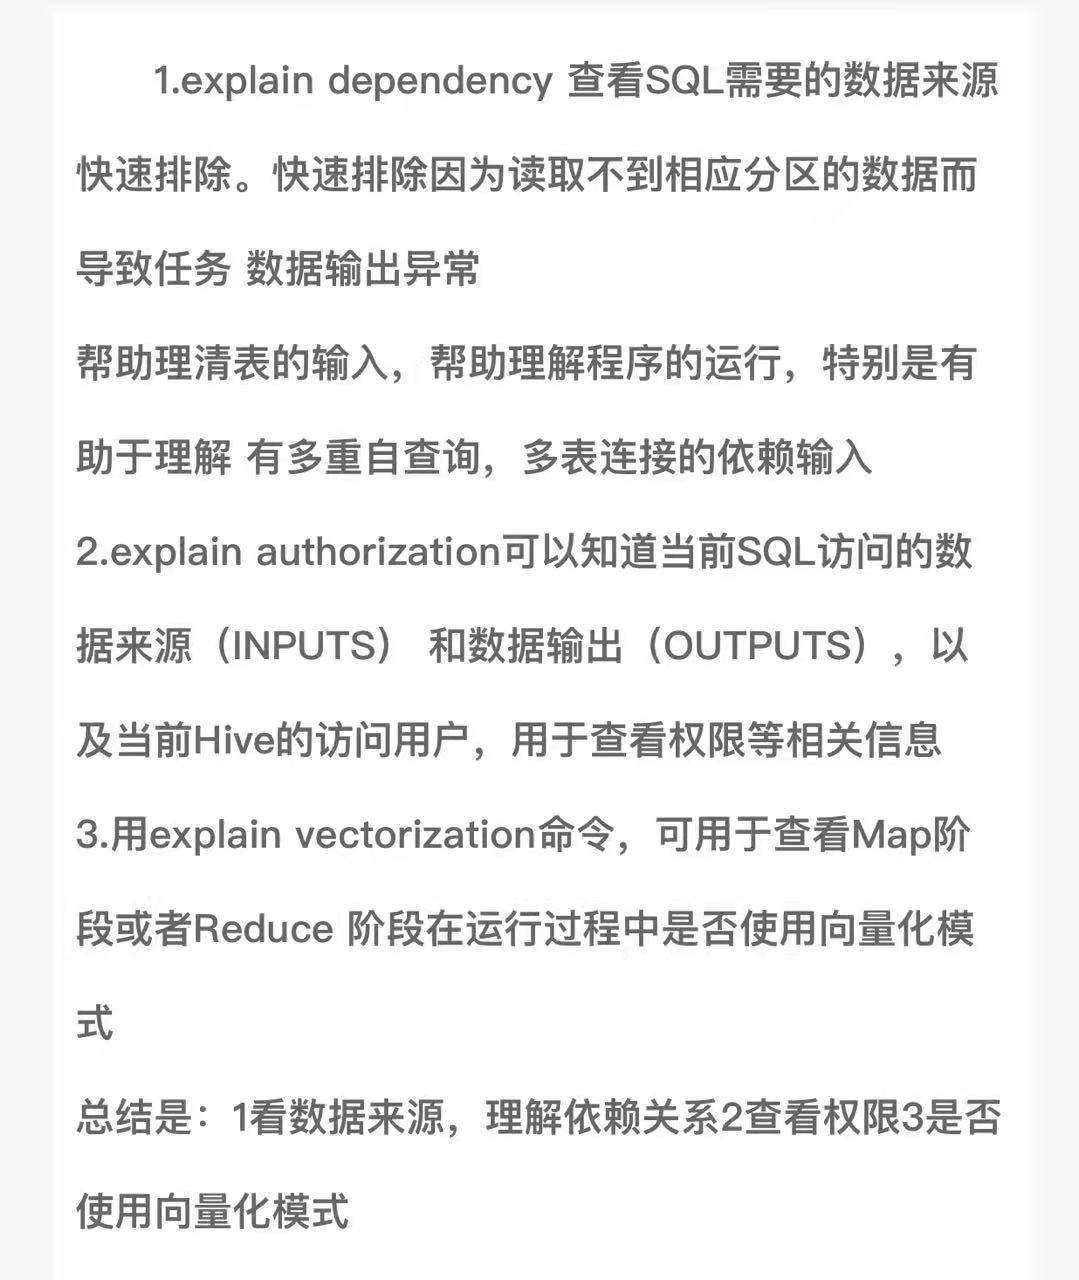 1.explain dependency 查看SQL需要的数据来源
快速排除。快速排除因为读取不到相应分区的数据而
导致任务 数据输出异常
帮助理清表的输入，帮助理解程序的运行，特别是有
助于理解 有多重自查询，多表连接的依赖输入
2.explain authorization可以知道当前SQL访问的数
据来源（INPUTS） 和数据输出（OUTPUTS），以
及当前Hive的访问用户，用于查看权限等相关信息
3.用explain vectorization命令，可用于查看Map阶
段或者Reduce 阶段在运行过程中是否使用向量化模
式
总结是：1看数据来源，理解依赖关系2查看权限3是否
使用向量化模式